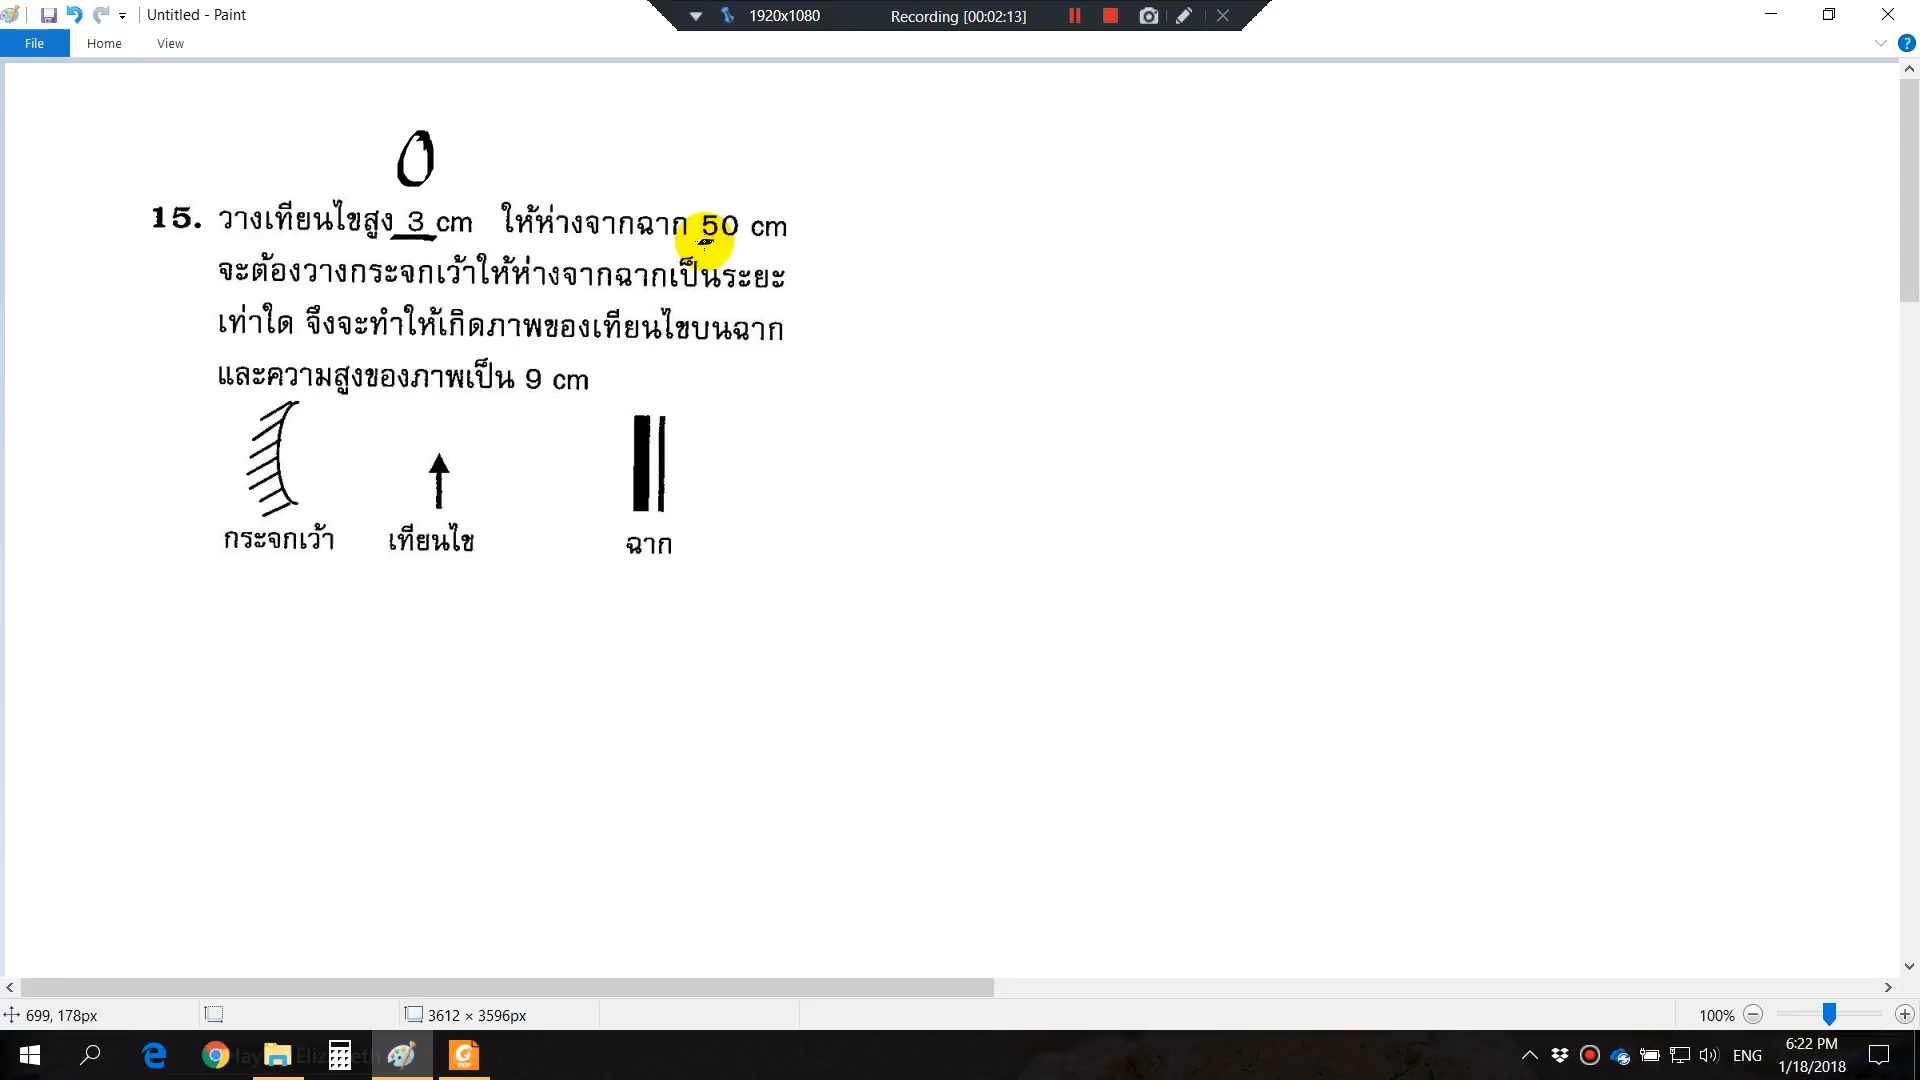 Untitled - Paint
1920x1080
Recording [00:02:13]
File
Home
View
0
15. วางเทียนไขสูง 3 cm ให้ห่างจากฉาก 50 cm
จะต้องวางกระจกเว้าให้ห่างจากฉากเป็นระยะ
เท่าใด จึงจะทำให้เกิดภาพของเทียนไขบนฉาก
และความสูงของภาพเป็น 9 cm
กระจกเว้า
เทียนไข
ฉาก
699, 178px
3612 × 3596px
100%
ENG
6:22 PM
1/18/2018